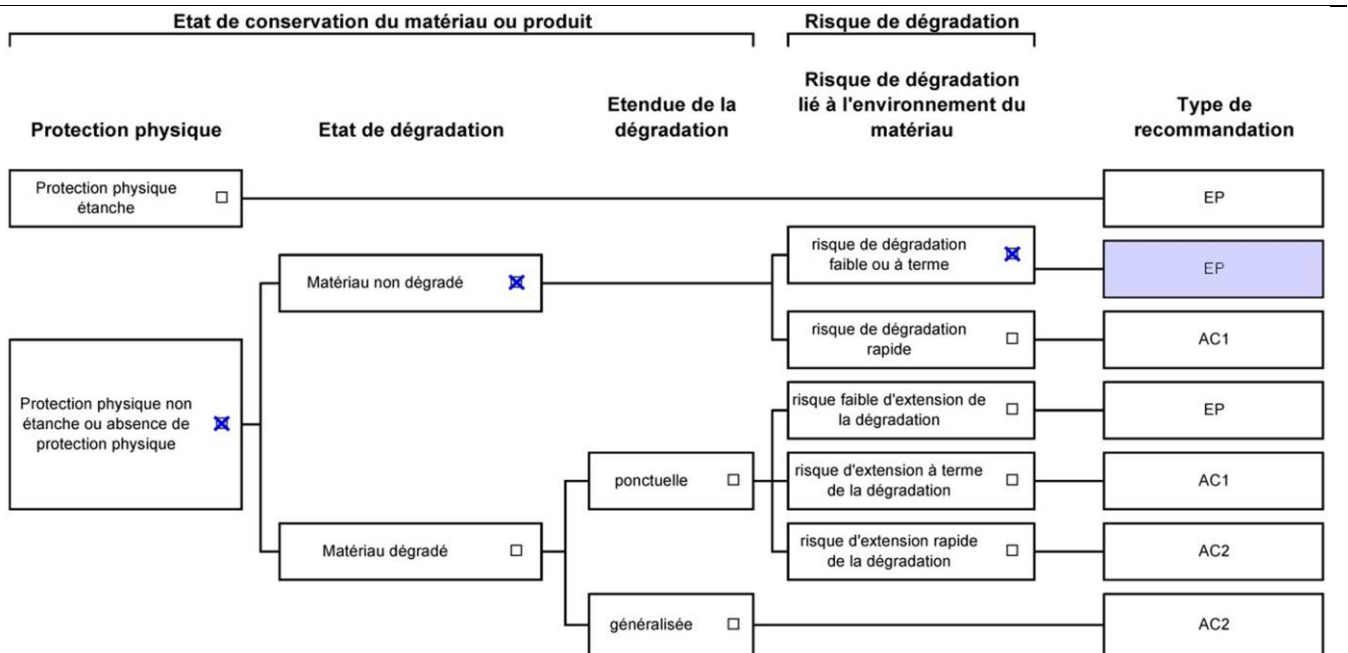 Etat de conservation du matériau ou produit
Risque de dégradation
Protection physique
Etat de dégradation
Etendue de la
dégradation
Risque de dégradation
lié à l'environnement du
matériau
Type de
recommandation
Protection physique
étanche
EP
risque de dégradation
faible ou à terme
EP
Matériau non dégradé
risque de dégradation
rapide
AC1
Protection physique non
étanche ou absence de
protection physique
risque faible d'extension de
la dégradation
EP
ponctuelle
risque d'extension à terme
de la dégradation
AC1
Matériau dégradé
risque d'extension rapide
de la dégradation
AC2
généralisée
AC2